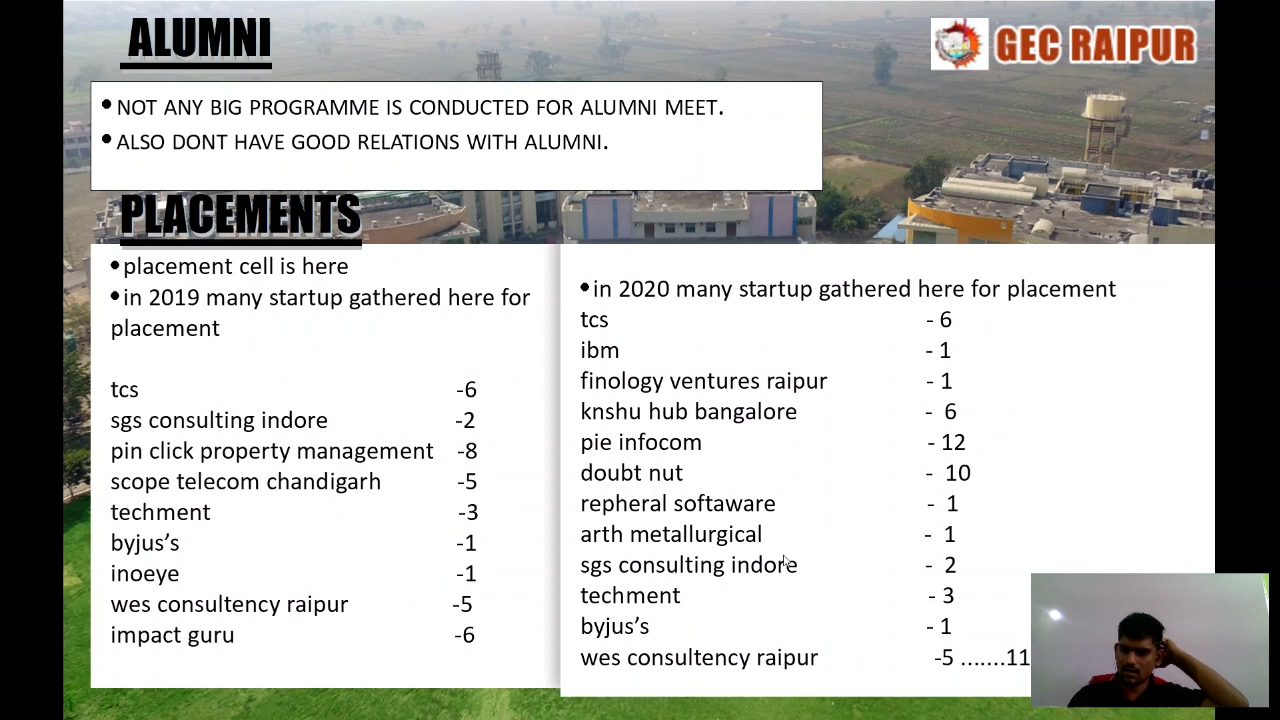 ALUMNI
GEC RAIPUR
• NOT ANY BIG PROGRAMME IS CONDUCTED FOR ALUMNI MEET.
• ALSO DONT HAVE GOOD RELATIONS WITH ALUMNI.
PLACEMENTS
• placement cell is here
• in 2019 many startup gathered here for
placement
tcs -6
sgs consulting indore -2
pin click property management -8
scope telecom chandigarh -5
techment -3
byjus’s -1
inoeye -1
wes consultency raipur -5
impact guru -6
• in 2020 many startup gathered here for placement
tcs - 6
ibm - 1
finology ventures raipur - 1
knshu hub bangalore - 6
pie infocom - 12
doubt nut - 10
repheral softaware - 1
arth metallurgical - 1
sgs consulting indore - 2
techment - 3
byjus’s - 1
wes consultency raipur -5 .......11